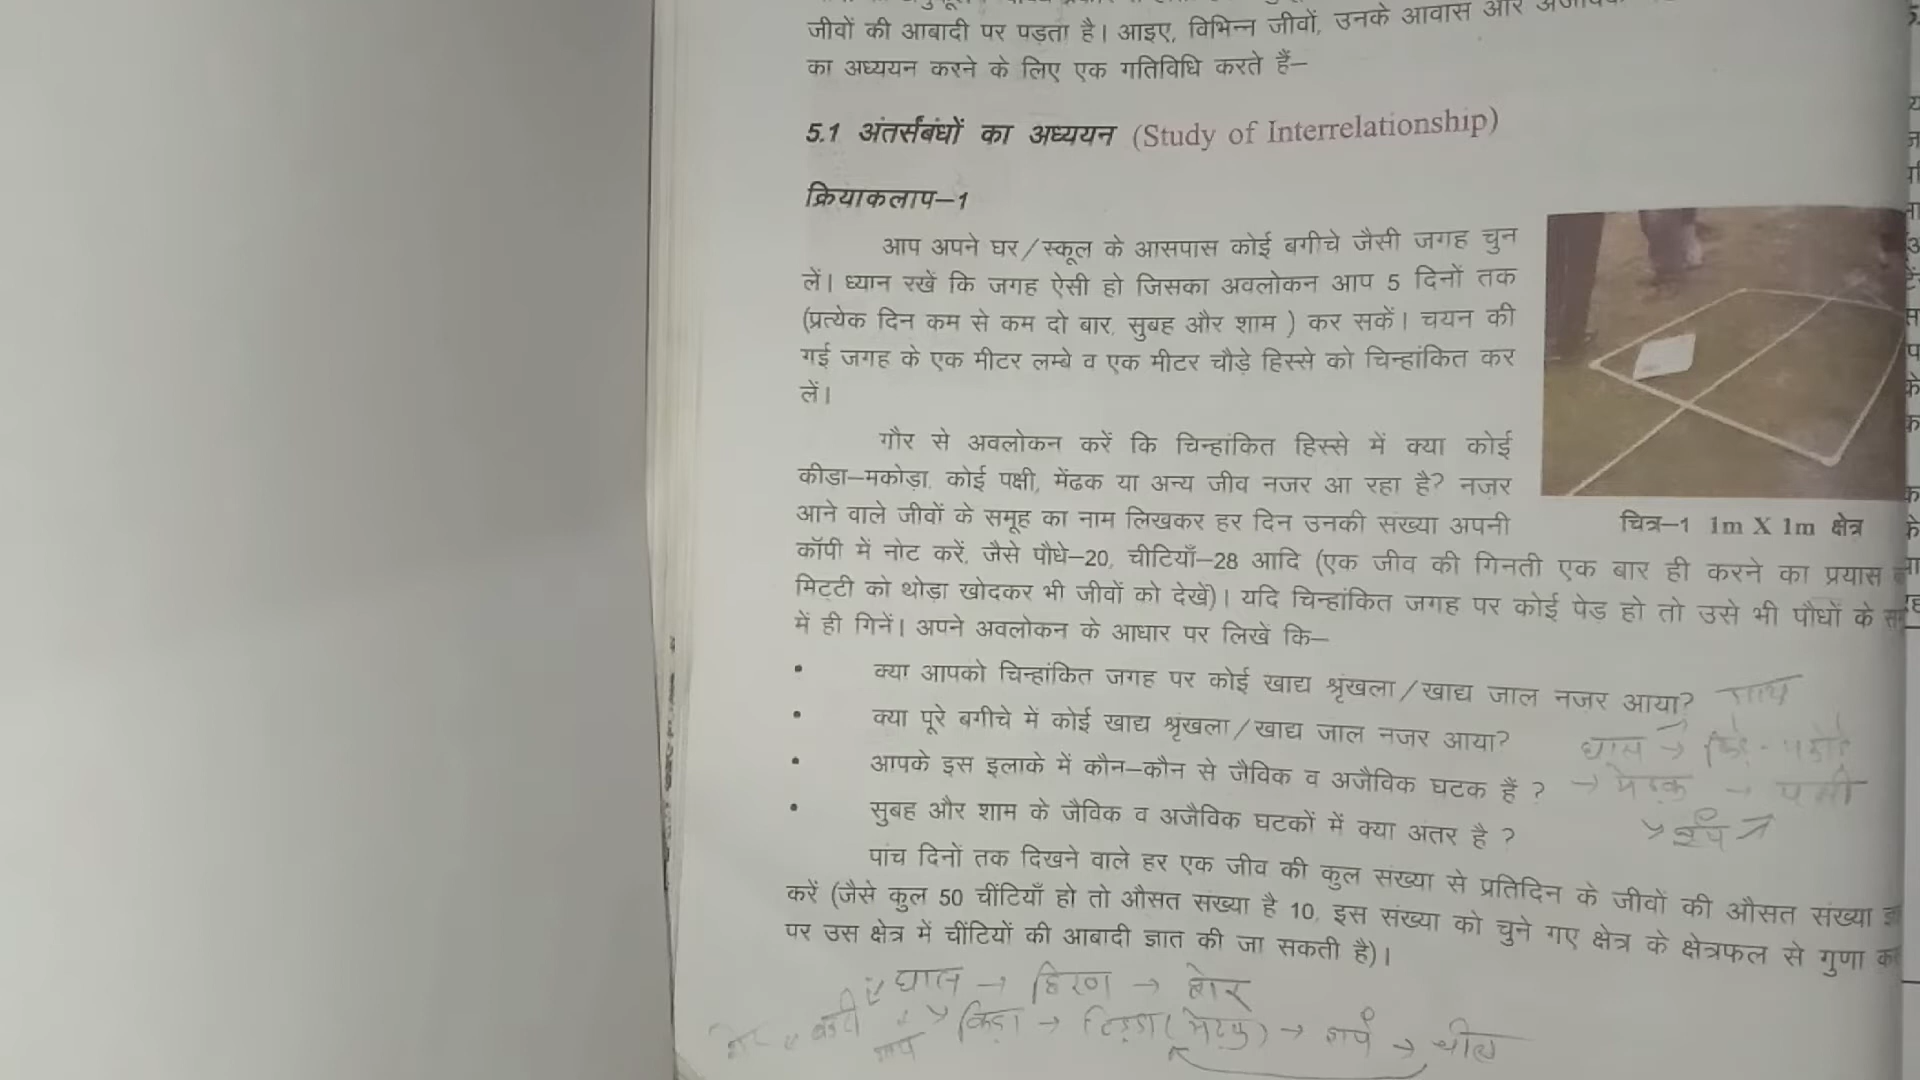 जीवों की आबादी पर पड़ता है। आइए, विभिन्न जीवों, उनके आवास और
का अध्ययन करने के लिए एक गतिविधि करते हैं–
5.1 अंतर्संबंधों का अध्ययन (Study of Interrelationship)
क्रियाकलाप–1
आप अपने घर/स्कूल के आसपास कोई बगीचे जैसी जगह चुन
लें। ध्यान रखें कि जगह ऐसी हो जिसका अवलोकन आप 5 दिनों तक
(प्रत्येक दिन कम से कम दो बार, सुबह और शाम ) कर सकें। चयन की
गई जगह के एक मीटर लम्बे व एक मीटर चौड़े हिस्से को चिन्हांकित कर
लें।
गौर से अवलोकन करें कि चिन्हांकित हिस्से में क्या कोई
कीडा–मकोड़ा, कोई पक्षी, मेंढक या अन्य जीव नजर आ रहा है? नज़र
आने वाले जीवों के समूह का नाम लिखकर हर दिन उनकी संख्या अपनी
चित्र–1 1m X 1m क्षेत्र
कॉपी में नोट करें, जैसे पौधे–20, चीटियाँ–28 आदि (एक जीव की गिनती एक बार ही करने का प्रयास
मिट्टी को थोड़ा खोदकर भी जीवों को देखें)। यदि चिन्हांकित जगह पर कोई पेड़ हो तो उसे भी पौधों के
में ही गिनें। अपने अवलोकन के आधार पर लिखें कि–
• क्या आपको चिन्हांकित जगह पर कोई खाद्य श्रृंखला/खाद्य जाल नज़र आया?
• क्या पूरे बगीचे में कोई खाद्य श्रृंखला/खाद्य जाल नजर आया?
घास →
• आपके इस इलाके में कौन–कौन से जैविक व अजैविक घटक हैं ?
→ मेढ़क →
• सुबह और शाम के जैविक व अजैविक घटकों में क्या अंतर है ?
पांच दिनों तक दिखने वाले हर एक जीव की कुल संख्या से प्रतिदिन के जीवों की औसत संख्या
करें (जैसे कुल 50 चींटियाँ हो तो औसत संख्या है 10, इस संख्या को चुने गए क्षेत्र के क्षेत्रफल से गुणा
पर उस क्षेत्र में चींटियों की आबादी ज्ञात की जा सकती है)।
घास → हिरण → शेर
→ टिड्डा (मेढ़क) → → चील